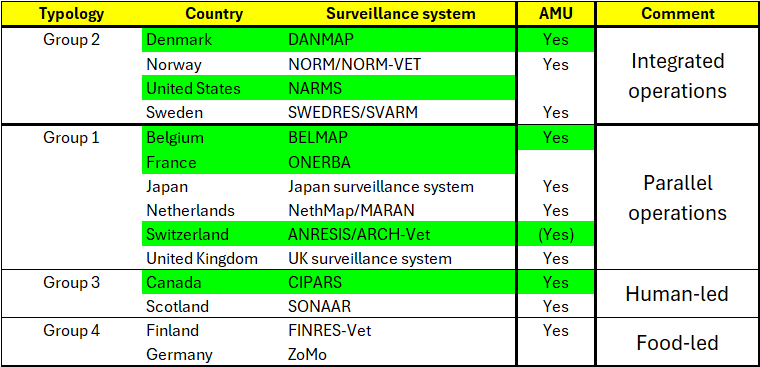 Typology Country Surveillance system AMU Comment
Group 2 Denmark DANMAP Yes Integrated operations
Norway NORM/NORM-VET Yes
United States NARMS
Sweden SWEDRES/SVARM Yes
Group 1 Belgium BELMAP Yes Parallel operations
France ONERBA
Japan Japan surveillance system Yes
Netherlands NethMap/MARAN Yes
Switzerland ANRESIS/ARCH-Vet (Yes)
United Kingdom UK surveillance system Yes
Group 3 Canada CIPARS Yes Human-led
Scotland SONAAR Yes
Group 4 Finland FINRES-Vet Yes Food-led
Germany ZoMo